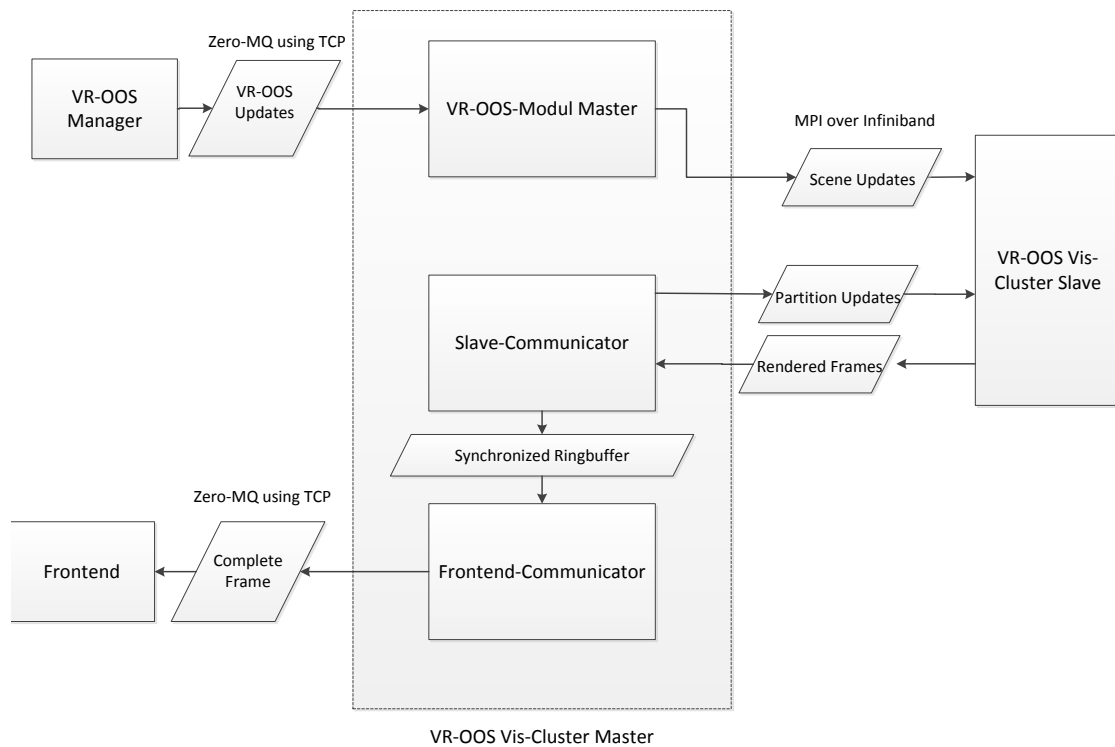 Zero-MQ using TCP
VR-OOS
Manager
VR-OOS
Updates
VR-OOS-Modul Master
MPI over Infiniband
Scene Updates
VR-OOS Vis-
Cluster Slave
Partition Updates
Slave-Communicator
Rendered Frames
Synchronized Ringbuffer
Zero-MQ using TCP
Frontend
Complete
Frame
Frontend-Communicator
VR-OOS Vis-Cluster Master